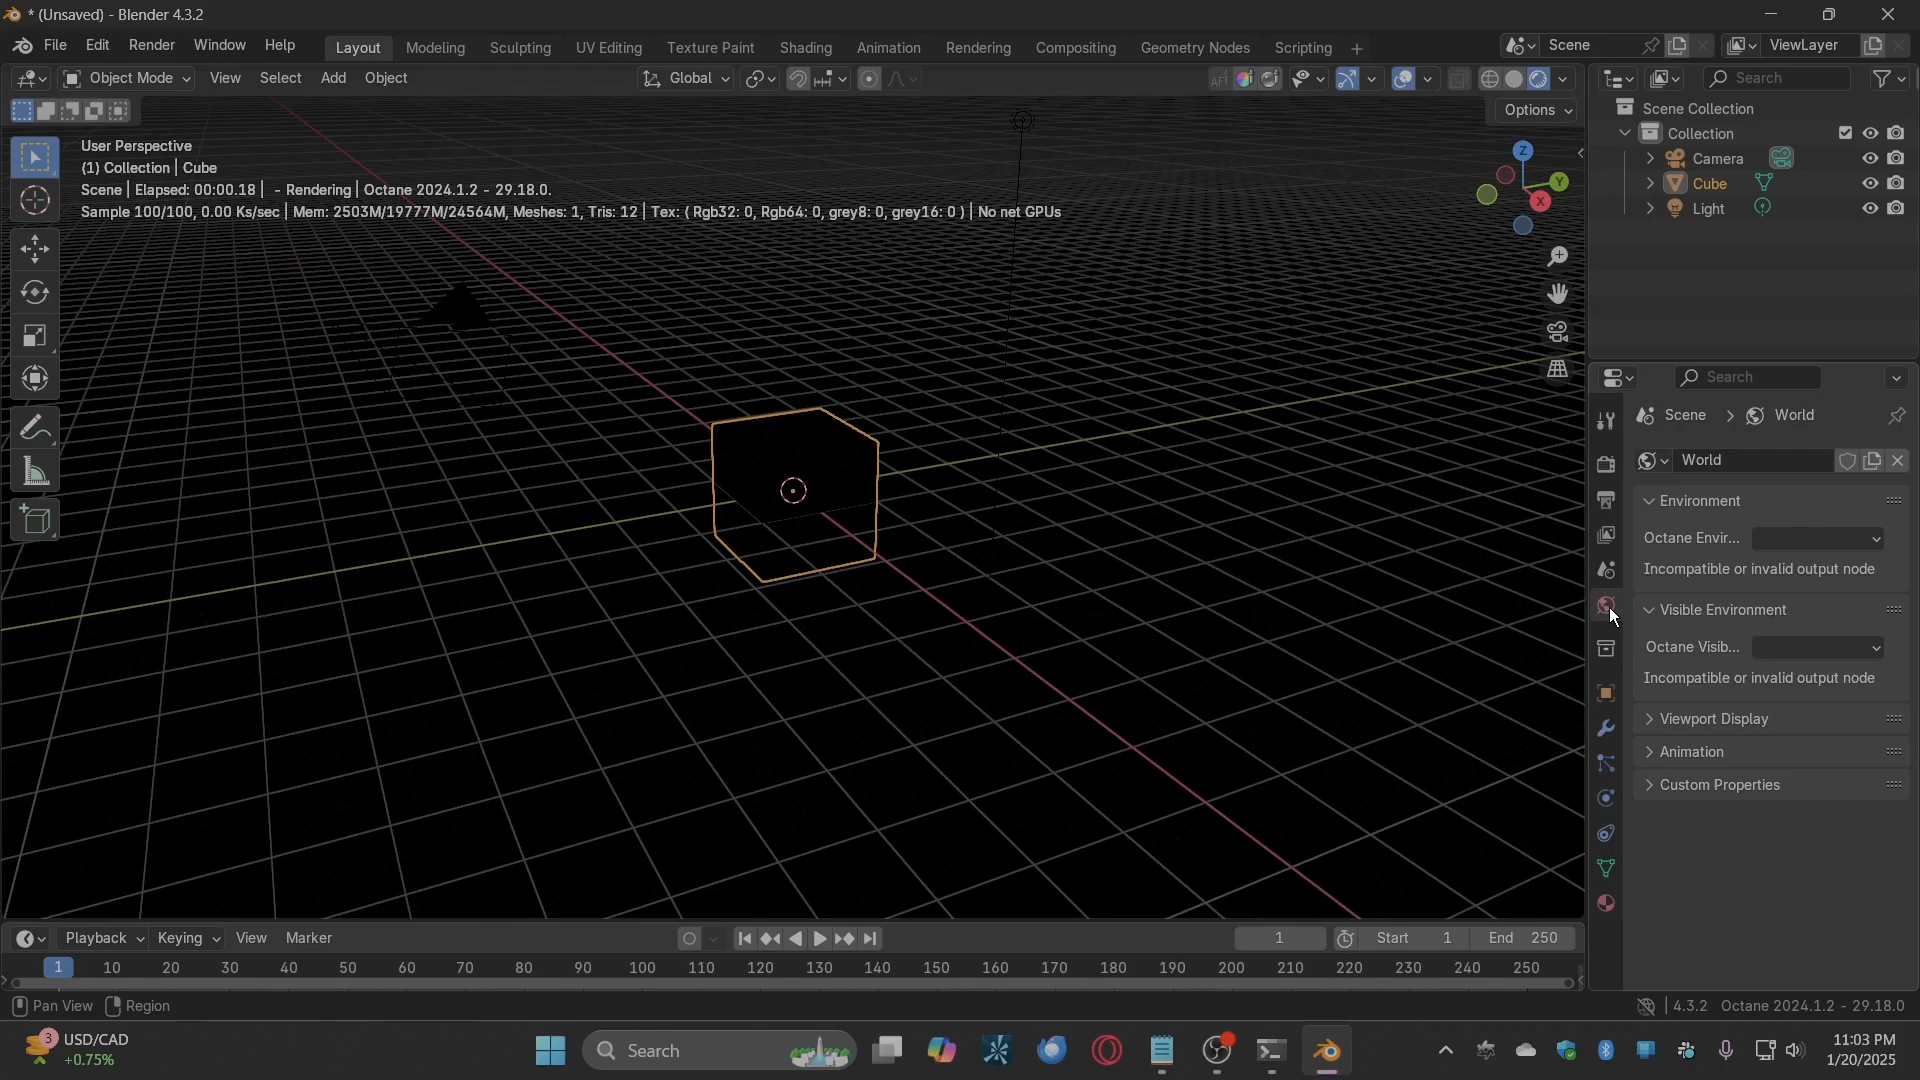 * (Unsaved) - Blender 4.3.2
File Edit Render Window Help
Layout Modeling Sculpting UV Editing Texture Paint Shading Animation Rendering Compositing Geometry Nodes Scripting +
Scene
ViewLayer
Object Mode View Select Add Object
Global
Search
Options
User Perspective
(1) Collection | Cube
Scene | Elapsed: 00:00.18 | - Rendering | Octane 2024.1.2 - 29.18.0.
Sample 100/100, 0.00 Ks/sec | Mem: 2503M/19777M/24564M, Meshes: 1, Tris: 12 | Tex: ( Rgb32: 0, Rgb64: 0, grey8: 0, grey16: 0 ) | No net GPUs
Z
Y
X
Scene Collection
Collection
Camera
Cube
Light
Search
Scene > World
World
Environment
Octane Envir...
Incompatible or invalid output node
Visible Environment
Octane Visib...
Incompatible or invalid output node
Viewport Display
Animation
Custom Properties
Playback Keying View Marker
1
Start 1 End 250
1 10 20 30 40 50 60 70 80 90 100 110 120 130 140 150 160 170 180 190 200 210 220 230 240 250
Pan View Region
4.3.2 Octane 2024.1.2 - 29.18.0
3 USD/CAD
+0.75%
Search
11:03 PM
1/20/2025